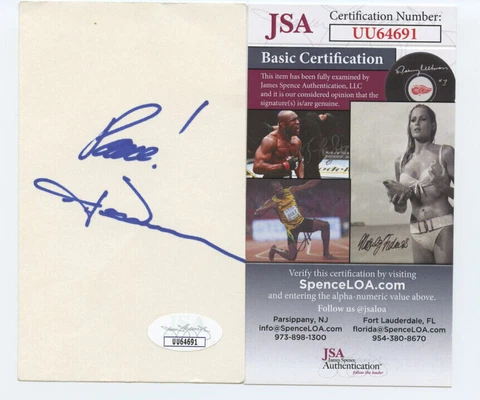 Peace!
UU64691
JSA
Certification Number:
UU64691
Basic Certification
This item has been fully examined by
James Spence Authentication, LLC
and it is our considered opinion that the
signature(s) is/are genuine.
Verify this certification by visiting
SpenceLOA.com
and entering the alpha-numeric value above.
Follow us @jsaloa
Parsippany, NJ
info@SpenceLOA.com
973-898-1300
Fort Lauderdale, FL
florida@SpenceLOA.com
954-380-8670
JSA
James Spence
Authentication
Follow the leader